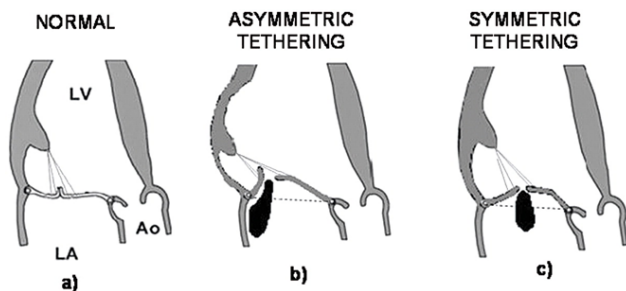 NORMAL
ASYMMETRIC
TETHERING
SYMMETRIC
TETHERING
LV
Ao
LA
a)
b)
c)